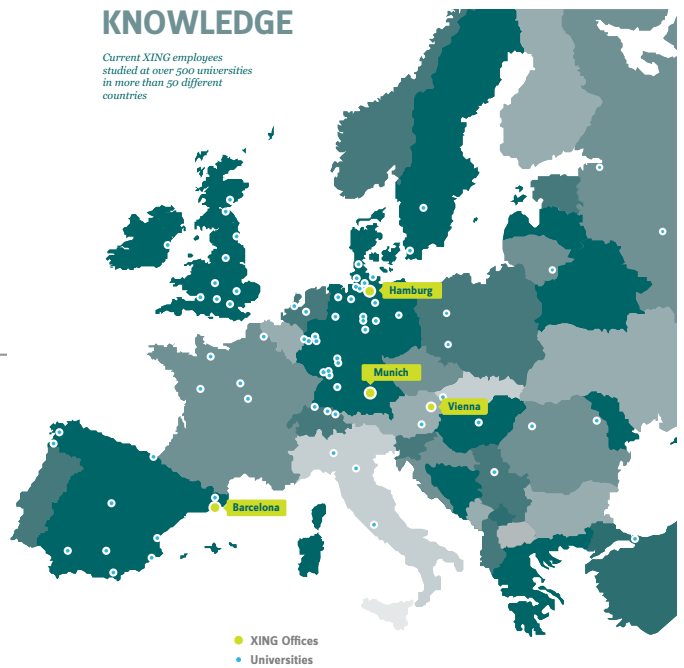 KNOWLEDGE
Current XING employees
studied at over 500 universities
in more than 50 different
countries
Hamburg
Munich
Vienna
Barcelona
XING Offices
Universities